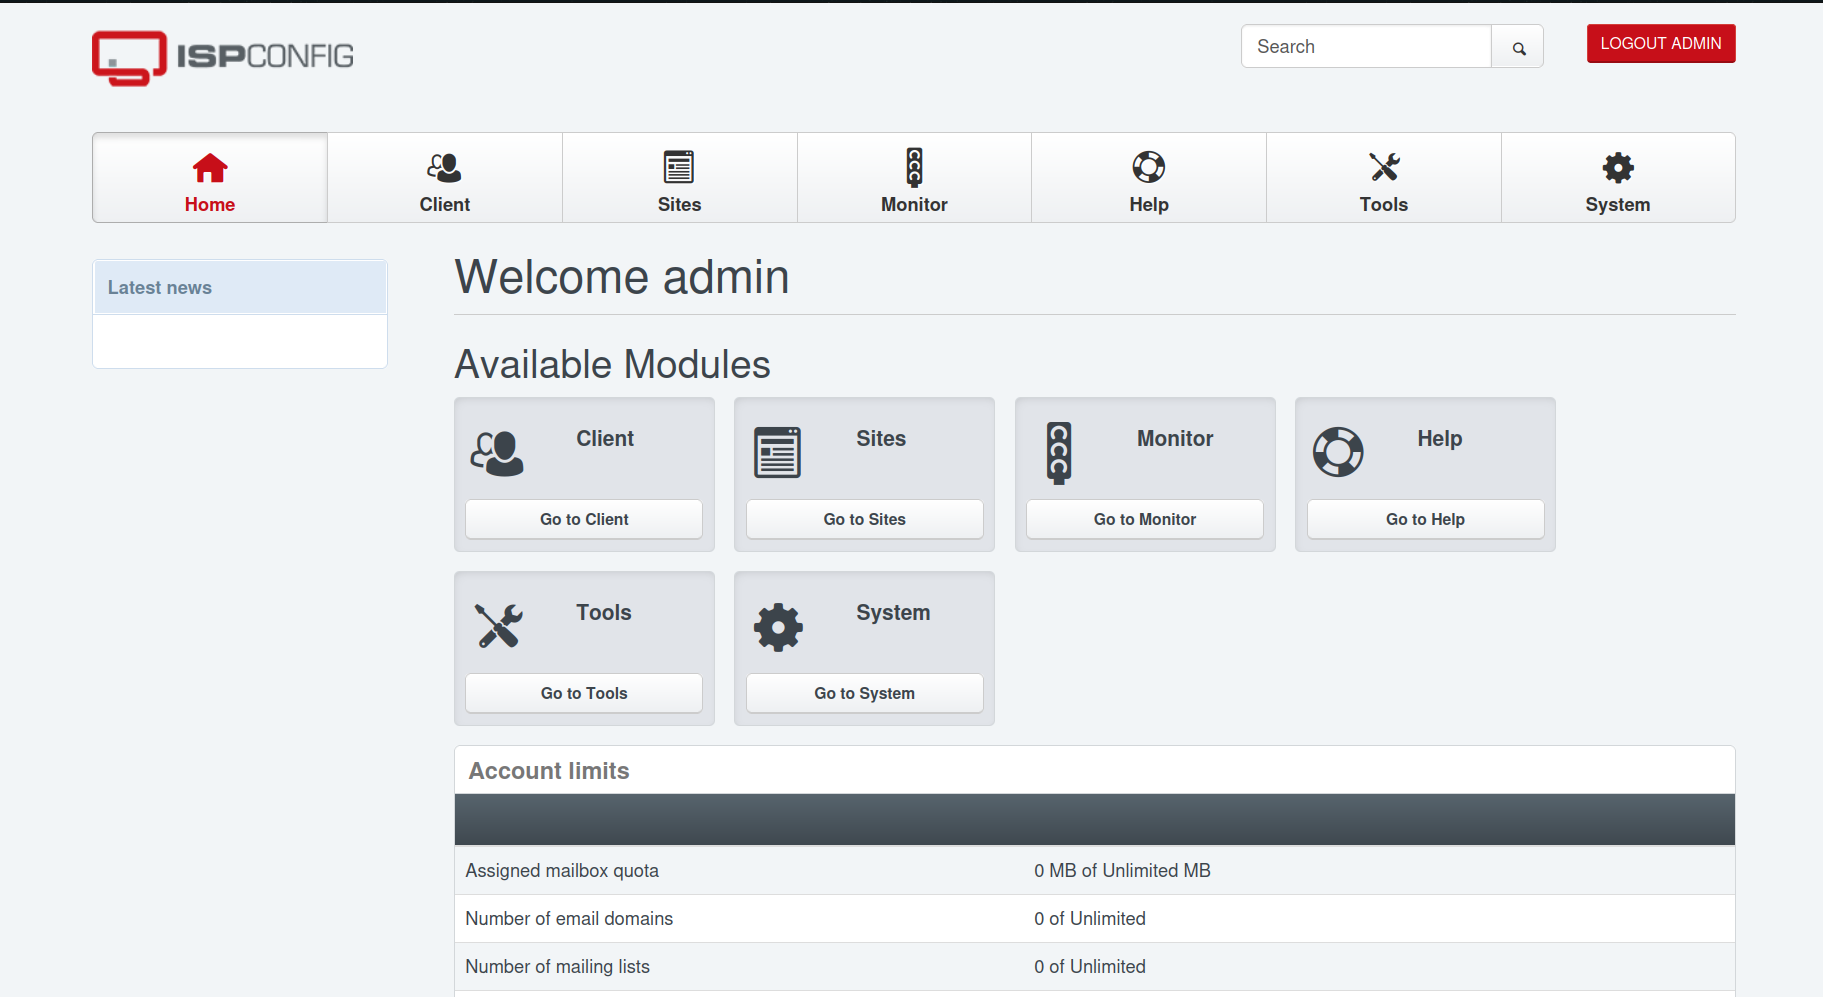 ISPCONFIG
Search
LOGOUT ADMIN
Home
Client
Sites
Monitor
Help
Tools
System
Latest news
Welcome admin
Available Modules
Client
Go to Client
Sites
Go to Sites
Monitor
Go to Monitor
Help
Go to Help
Tools
Go to Tools
System
Go to System
Account limits
Assigned mailbox quota 0 MB of Unlimited MB
Number of email domains 0 of Unlimited
Number of mailing lists 0 of Unlimited